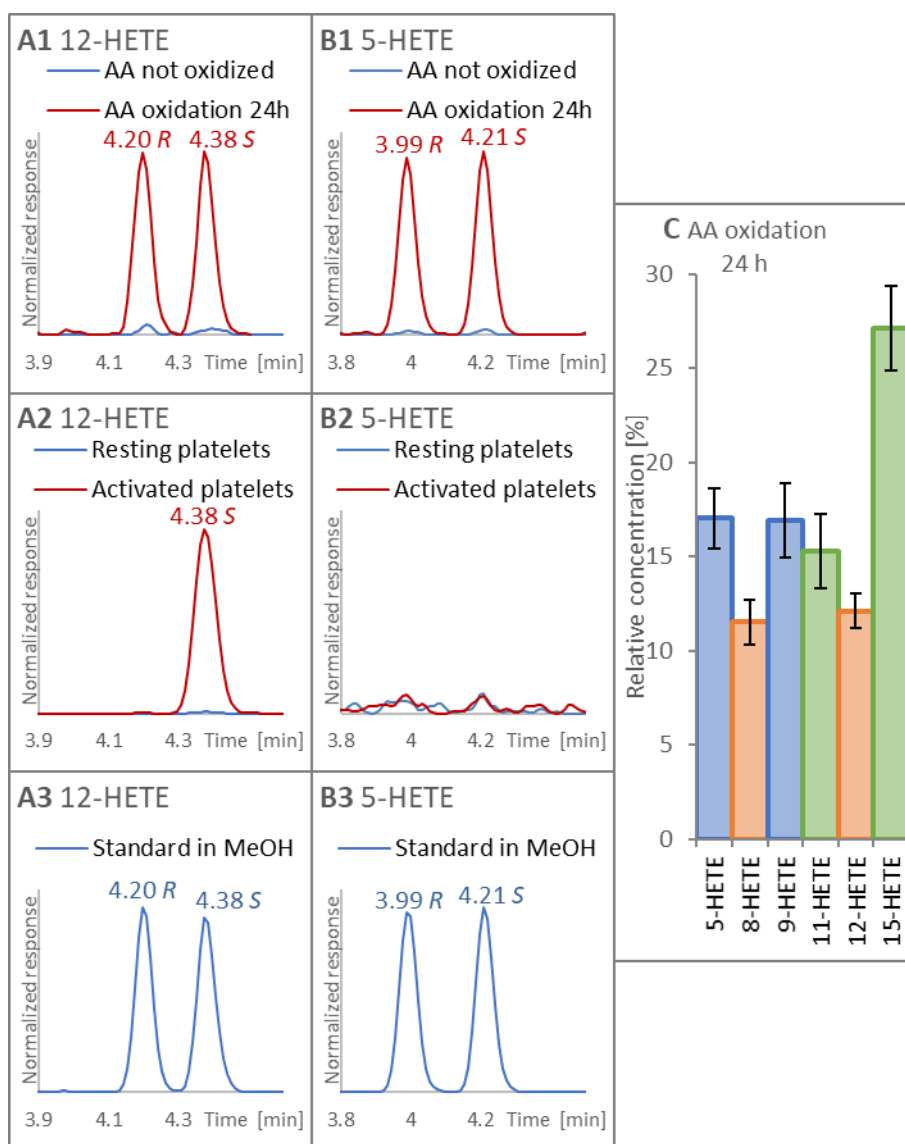 A1 12-HETE
AA not oxidized
AA oxidation 24h
4.20 R 4.38 S
Normalized response
3.9 4.1 4.3 Time [min]
B1 5-HETE
AA not oxidized
AA oxidation 24h
3.99 R 4.21 S
Normalized response
3.8 4 4.2 Time [min]
A2 12-HETE
Resting platelets
Activated platelets
4.38 S
Normalized response
3.9 4.1 4.3 Time [min]
B2 5-HETE
Resting platelets
Activated platelets
Normalized response
3.8 4 4.2 Time [min]
A3 12-HETE
Standard in MeOH
4.20 R 4.38 S
Normalized response
3.9 4.1 4.3 Time [min]
B3 5-HETE
Standard in MeOH
3.99 R 4.21 S
Normalized response
3.8 4 4.2 Time [min]
C AA oxidation
24 h
Relative concentration [%]
30
25
20
15
10
5
0
5-HETE
8-HETE
9-HETE
11-HETE
12-HETE
15-HETE